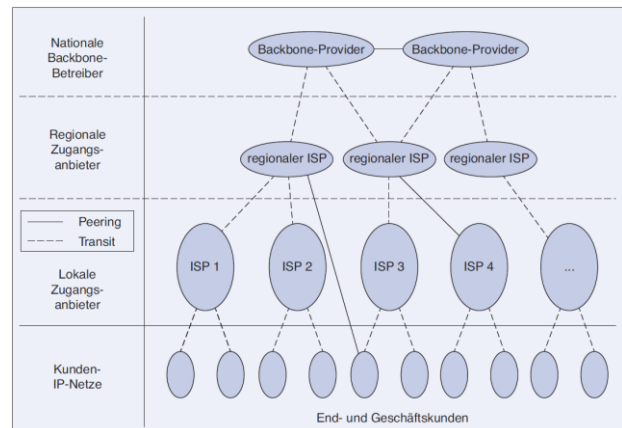 Nationale
Backbone-
Betreiber
Backbone-Provider
Backbone-Provider
Regionale
Zugangs-
anbieter
regionaler ISP
regionaler ISP
regionaler ISP
Peering
Transit
Lokale
Zugangs-
anbieter
ISP 1
ISP 2
ISP 3
ISP 4
...
Kunden-
IP-Netze
End- und Geschäftskunden